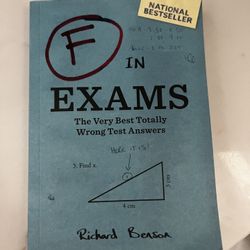 NATIONAL
BESTSELLER
F
IN
EXAMS
The Very Best Totally
Wrong Test Answers
HERE IT IS!
3. Find x.
3 cm
4 cm
Richard Benson